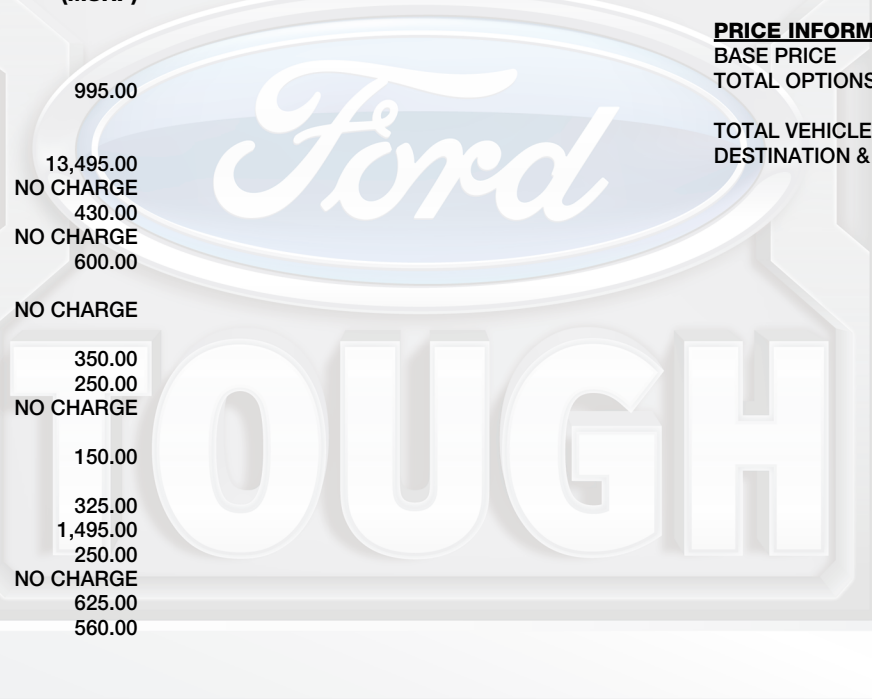 (MSRP)
PRICE INFORM
BASE PRICE
TOTAL OPTIONS
TOTAL VEHICLE
DESTINATION &
995.00
13,495.00
NO CHARGE
430.00
NO CHARGE
600.00
NO CHARGE
350.00
250.00
NO CHARGE
150.00
325.00
1,495.00
250.00
NO CHARGE
625.00
560.00
Ford
TOUGH